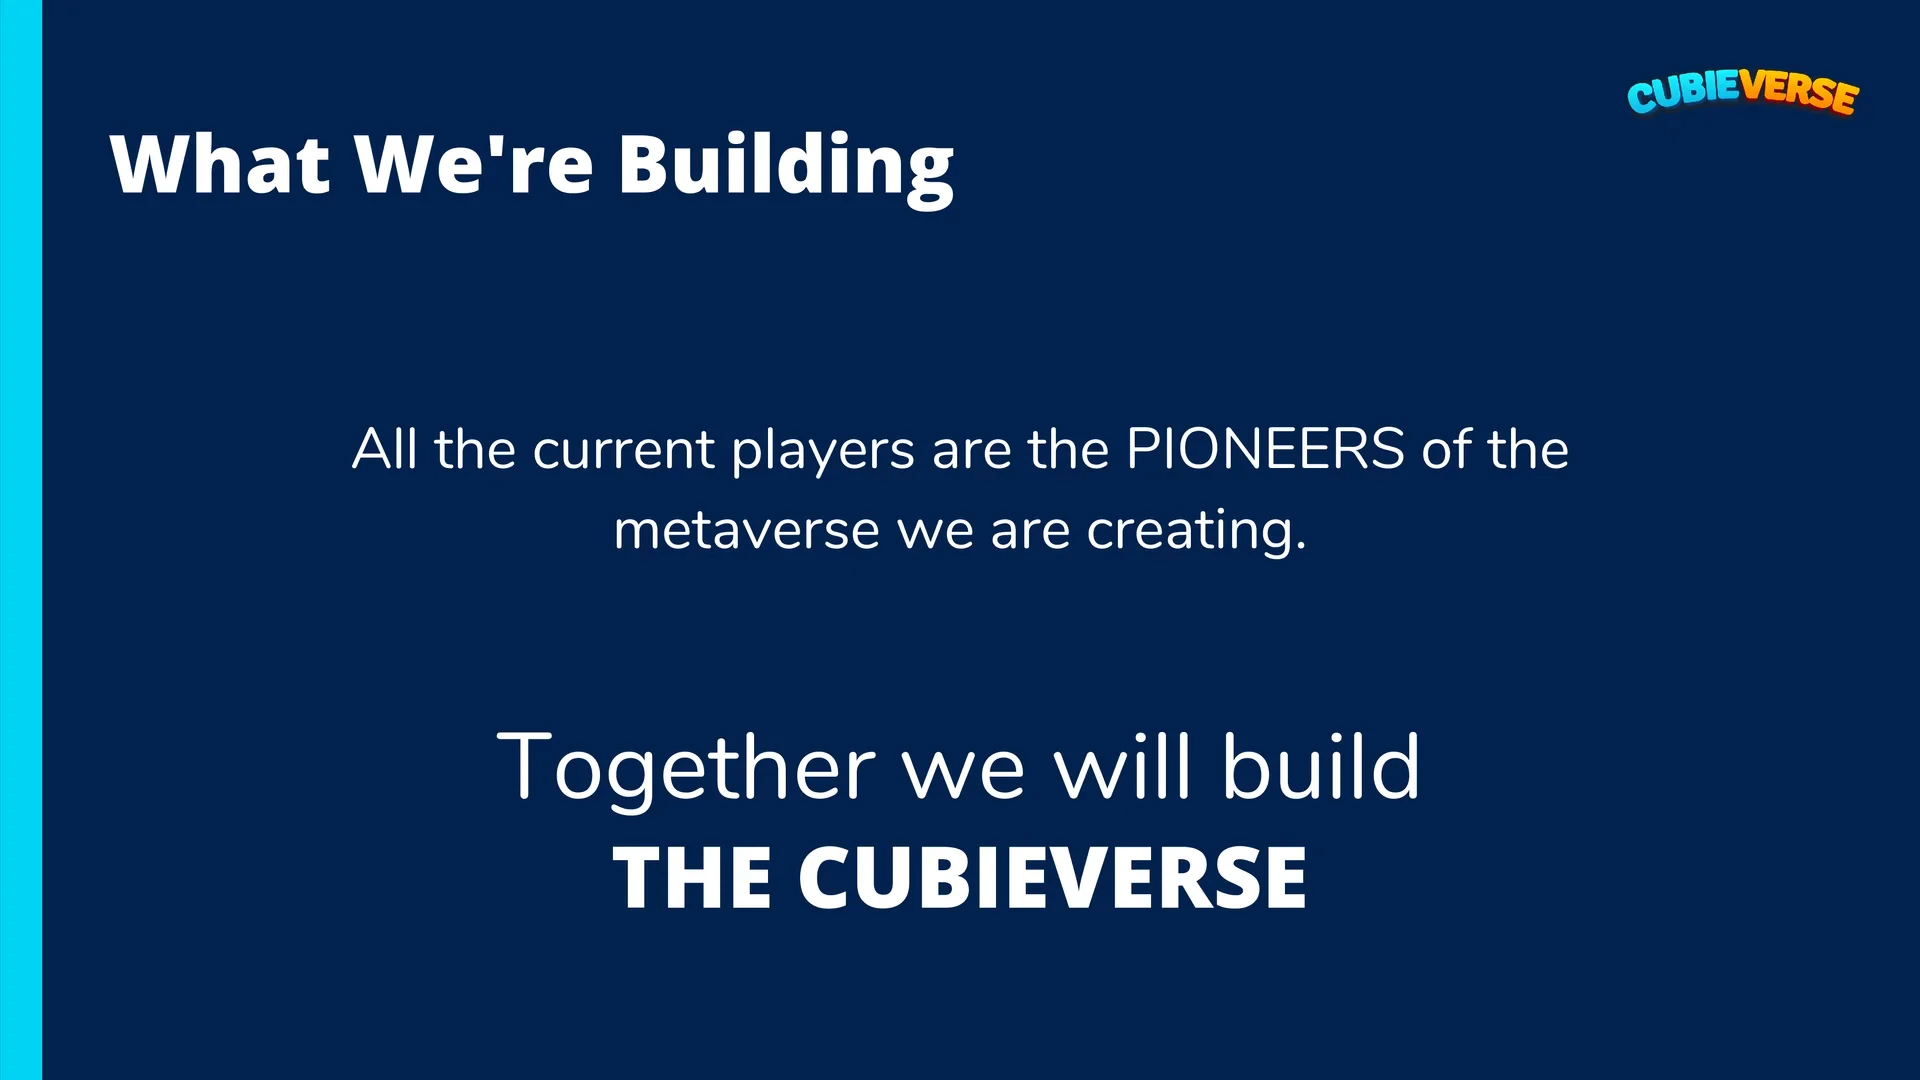 CUBIEVERSE
What We're Building
All the current players are the PIONEERS of the
metaverse we are creating.
Together we will build
THE CUBIEVERSE